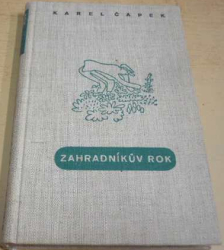 KAREL ČAPEK
ZAHRADNÍKŮV ROK